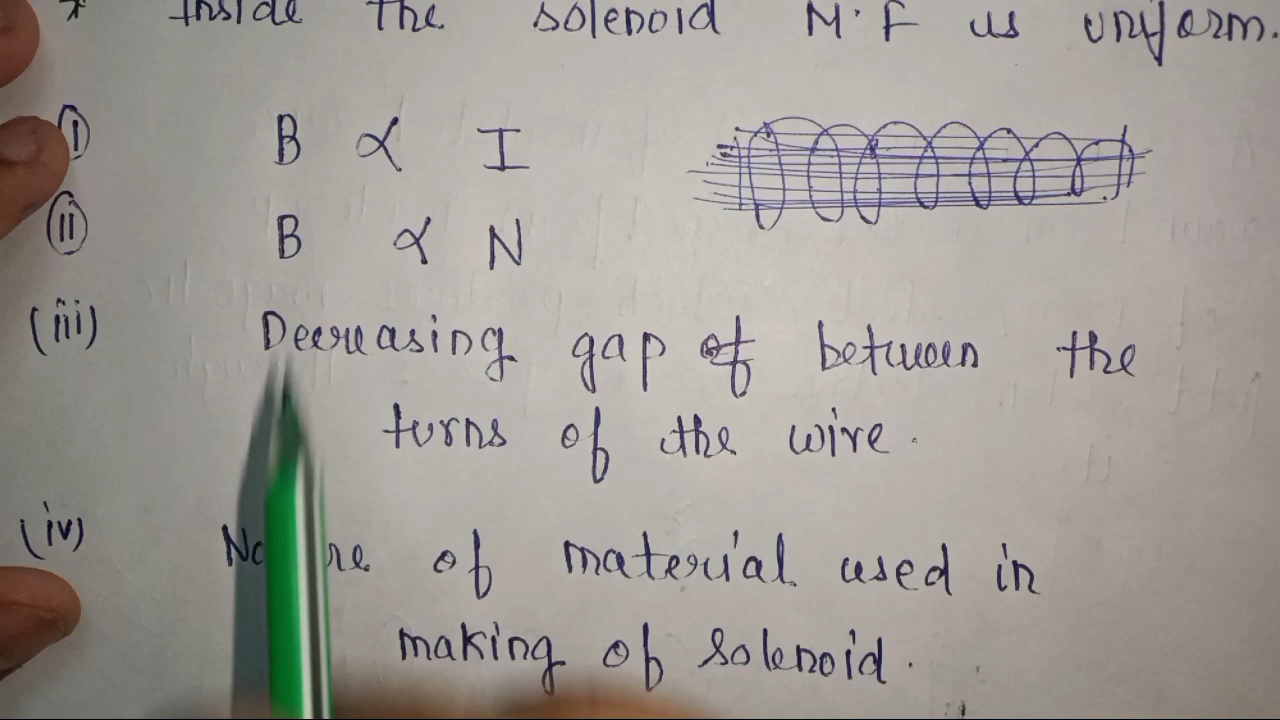 * Inside the solenoid M.F is uniform.
(i) B ∝ I
(ii) B ∝ N
(iii) Decreasing gap of between the
turns of the wire.
(iv) of material used in
making of solenoid.